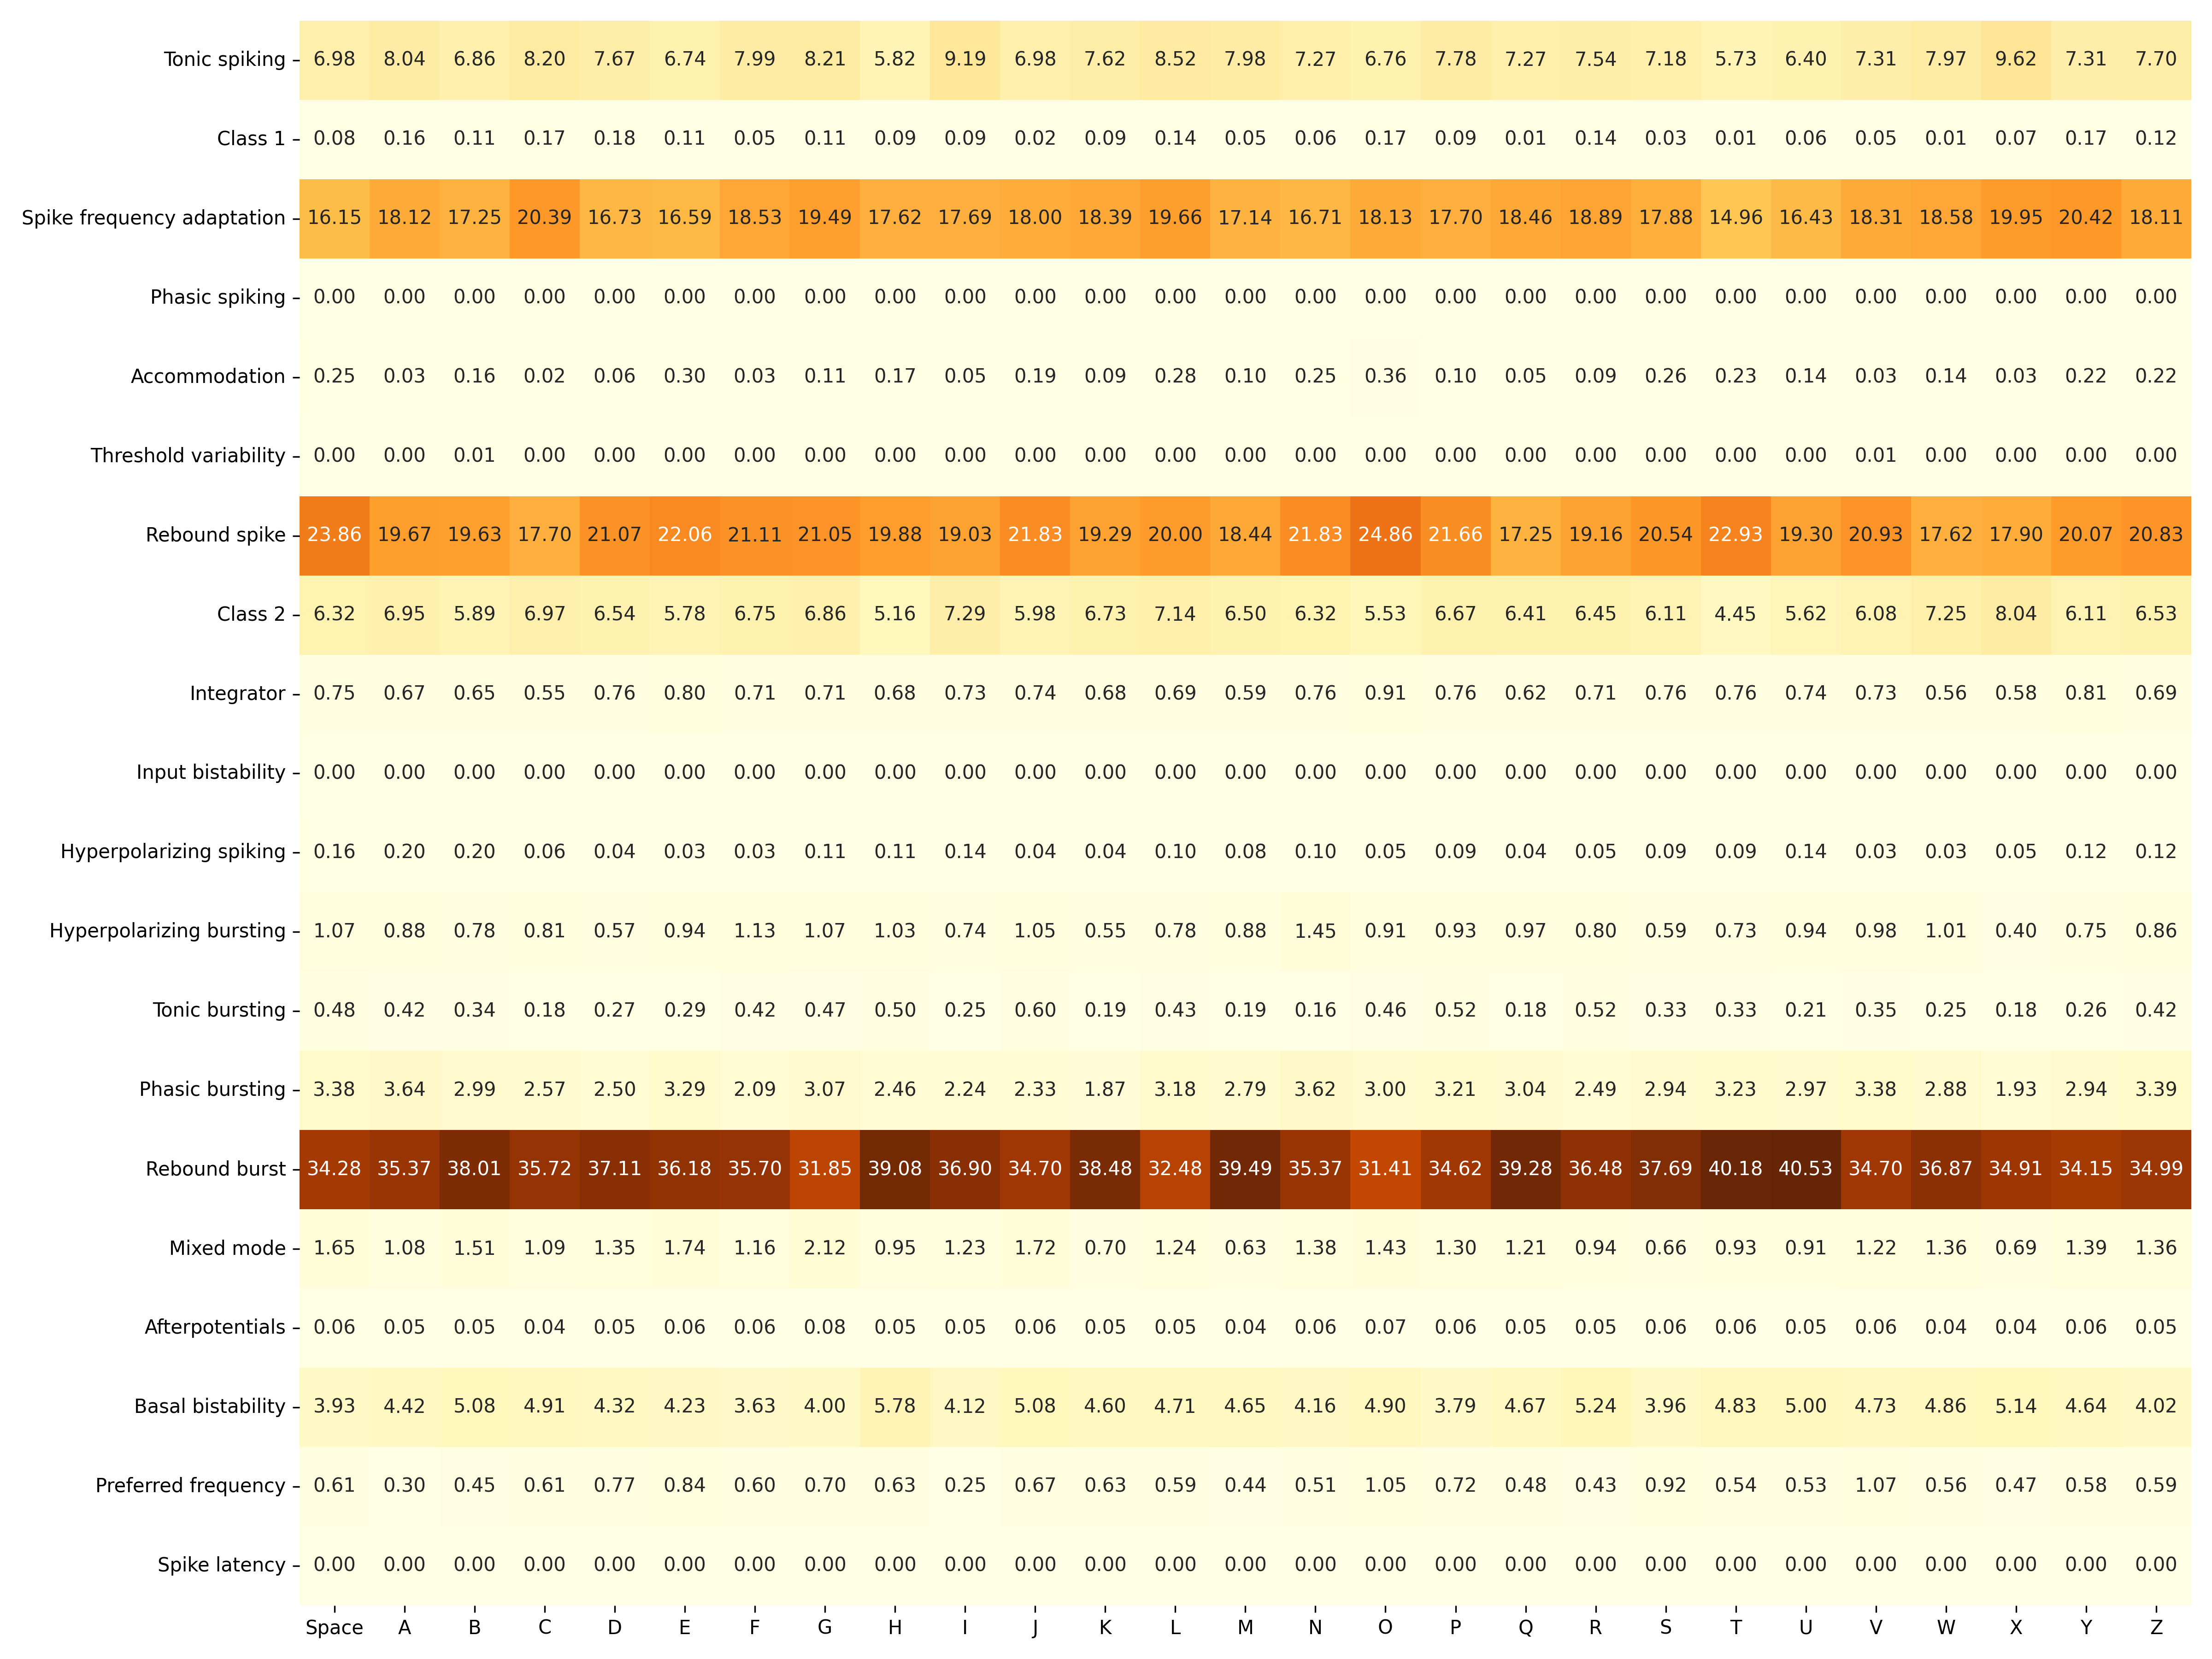 Tonic spiking 6.98 8.04 6.86 8.20 7.67 6.74 7.99 8.21 5.82 9.19 6.98 7.62 8.52 7.98 7.27 6.76 7.78 7.27 7.54 7.18 5.73 6.40 7.31 7.97 9.62 7.31 7.70
Class 1 0.08 0.16 0.11 0.17 0.18 0.11 0.05 0.11 0.09 0.09 0.02 0.09 0.14 0.05 0.06 0.17 0.09 0.01 0.14 0.03 0.01 0.06 0.05 0.01 0.07 0.17 0.12
Spike frequency adaptation 16.15 18.12 17.25 20.39 16.73 16.59 18.53 19.49 17.62 17.69 18.00 18.39 19.66 17.14 16.71 18.13 17.70 18.46 18.89 17.88 14.96 16.43 18.31 18.58 19.95 20.42 18.11
Phasic spiking 0.00 0.00 0.00 0.00 0.00 0.00 0.00 0.00 0.00 0.00 0.00 0.00 0.00 0.00 0.00 0.00 0.00 0.00 0.00 0.00 0.00 0.00 0.00 0.00 0.00 0.00 0.00
Accommodation 0.25 0.03 0.16 0.02 0.06 0.30 0.03 0.11 0.17 0.05 0.19 0.09 0.28 0.10 0.25 0.36 0.10 0.05 0.09 0.26 0.23 0.14 0.03 0.14 0.03 0.22 0.22
Threshold variability 0.00 0.00 0.01 0.00 0.00 0.00 0.00 0.00 0.00 0.00 0.00 0.00 0.00 0.00 0.00 0.00 0.00 0.00 0.00 0.00 0.00 0.00 0.01 0.00 0.00 0.00 0.00
Rebound spike 23.86 19.67 19.63 17.70 21.07 22.06 21.11 21.05 19.88 19.03 21.83 19.29 20.00 18.44 21.83 24.86 21.66 17.25 19.16 20.54 22.93 19.30 20.93 17.62 17.90 20.07 20.83
Class 2 6.32 6.95 5.89 6.97 6.54 5.78 6.75 6.86 5.16 7.29 5.98 6.73 7.14 6.50 6.32 5.53 6.67 6.41 6.45 6.11 4.45 5.62 6.08 7.25 8.04 6.11 6.53
Integrator 0.75 0.67 0.65 0.55 0.76 0.80 0.71 0.71 0.68 0.73 0.74 0.68 0.69 0.59 0.76 0.91 0.76 0.62 0.71 0.76 0.76 0.74 0.73 0.56 0.58 0.81 0.69
Input bistability 0.00 0.00 0.00 0.00 0.00 0.00 0.00 0.00 0.00 0.00 0.00 0.00 0.00 0.00 0.00 0.00 0.00 0.00 0.00 0.00 0.00 0.00 0.00 0.00 0.00 0.00 0.00
Hyperpolarizing spiking 0.16 0.20 0.20 0.06 0.04 0.03 0.03 0.11 0.11 0.14 0.04 0.04 0.10 0.08 0.10 0.05 0.09 0.04 0.05 0.09 0.09 0.14 0.03 0.03 0.05 0.12 0.12
Hyperpolarizing bursting 1.07 0.88 0.78 0.81 0.57 0.94 1.13 1.07 1.03 0.74 1.05 0.55 0.78 0.88 1.45 0.91 0.93 0.97 0.80 0.59 0.73 0.94 0.98 1.01 0.40 0.75 0.86
Tonic bursting 0.48 0.42 0.34 0.18 0.27 0.29 0.42 0.47 0.50 0.25 0.60 0.19 0.43 0.19 0.16 0.46 0.52 0.18 0.52 0.33 0.33 0.21 0.35 0.25 0.18 0.26 0.42
Phasic bursting 3.38 3.64 2.99 2.57 2.50 3.29 2.09 3.07 2.46 2.24 2.33 1.87 3.18 2.79 3.62 3.00 3.21 3.04 2.49 2.94 3.23 2.97 3.38 2.88 1.93 2.94 3.39
Rebound burst 34.28 35.37 38.01 35.72 37.11 36.18 35.70 31.85 39.08 36.90 34.70 38.48 32.48 39.49 35.37 31.41 34.62 39.28 36.48 37.69 40.18 40.53 34.70 36.87 34.91 34.15 34.99
Mixed mode 1.65 1.08 1.51 1.09 1.35 1.74 1.16 2.12 0.95 1.23 1.72 0.70 1.24 0.63 1.38 1.43 1.30 1.21 0.94 0.66 0.93 0.91 1.22 1.36 0.69 1.39 1.36
Afterpotentials 0.06 0.05 0.05 0.04 0.05 0.06 0.06 0.08 0.05 0.05 0.06 0.05 0.05 0.04 0.06 0.07 0.06 0.05 0.05 0.06 0.06 0.05 0.06 0.04 0.04 0.06 0.05
Basal bistability 3.93 4.42 5.08 4.91 4.32 4.23 3.63 4.00 5.78 4.12 5.08 4.60 4.71 4.65 4.16 4.90 3.79 4.67 5.24 3.96 4.83 5.00 4.73 4.86 5.14 4.64 4.02
Preferred frequency 0.61 0.30 0.45 0.61 0.77 0.84 0.60 0.70 0.63 0.25 0.67 0.63 0.59 0.44 0.51 1.05 0.72 0.48 0.43 0.92 0.54 0.53 1.07 0.56 0.47 0.58 0.59
Spike latency 0.00 0.00 0.00 0.00 0.00 0.00 0.00 0.00 0.00 0.00 0.00 0.00 0.00 0.00 0.00 0.00 0.00 0.00 0.00 0.00 0.00 0.00 0.00 0.00 0.00 0.00 0.00
Space A B C D E F G H I J K L M N O P Q R S T U V W X Y Z